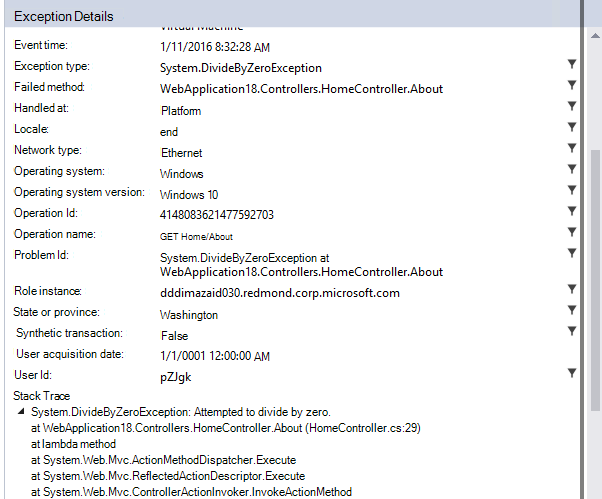 Exception Details
Virtual Machine
Event time: 1/11/2016 8:32:28 AM
Exception type: System.DivideByZeroException
Failed method: WebApplication18.Controllers.HomeController.About
Handled at: Platform
Locale: end
Network type: Ethernet
Operating system: Windows
Operating system version: Windows 10
Operation Id: 4148083621477592703
Operation name: GET Home/About
Problem Id: System.DivideByZeroException at
WebApplication18.Controllers.HomeController.About
Role instance: dddimazaid030.redmond.corp.microsoft.com
State or province: Washington
Synthetic transaction: False
User acquisition date: 1/1/0001 12:00:00 AM
User Id: pZJgk
Stack Trace
System.DivideByZeroException: Attempted to divide by zero.
at WebApplication18.Controllers.HomeController.About (HomeController.cs:29)
at lambda method
at System.Web.Mvc.ActionMethodDispatcher.Execute
at System.Web.Mvc.ReflectedActionDescriptor.Execute
at System.Web.Mvc.ControllerActionInvoker.InvokeActionMethod